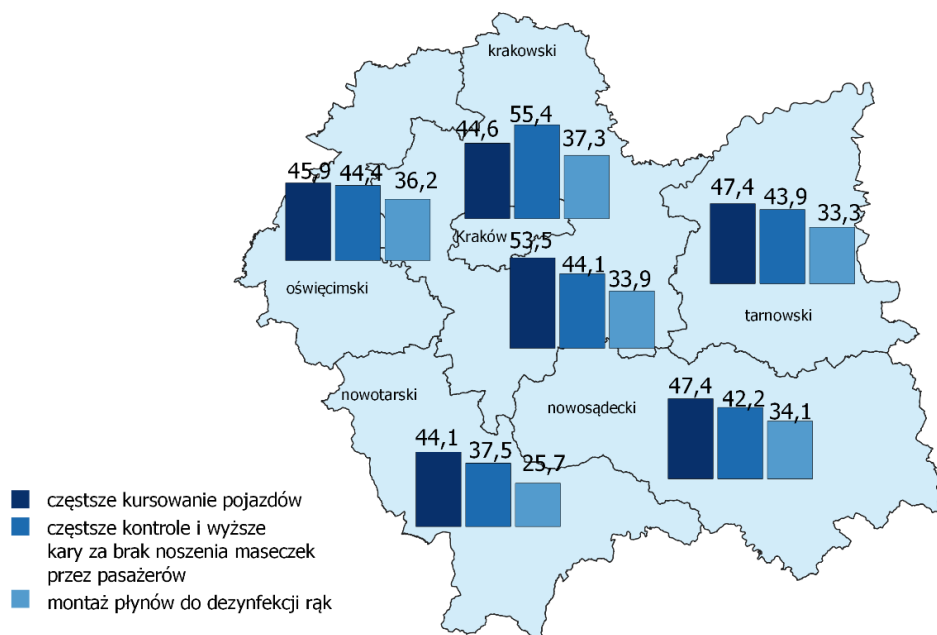 krakowski
44,6
55,4
37,3
45,9
44,4
36,2
47,4
43,9
33,3
Kraków
53,5
44,1
33,9
oświęcimski
tarnowski
nowotarski
nowosądecki
47,4
42,2
34,1
44,1
37,5
25,7
częstsze kursowanie pojazdów
częstsze kontrole i wyższe
kary za brak noszenia maseczek
przez pasażerów
montaż płynów do dezynfekcji rąk